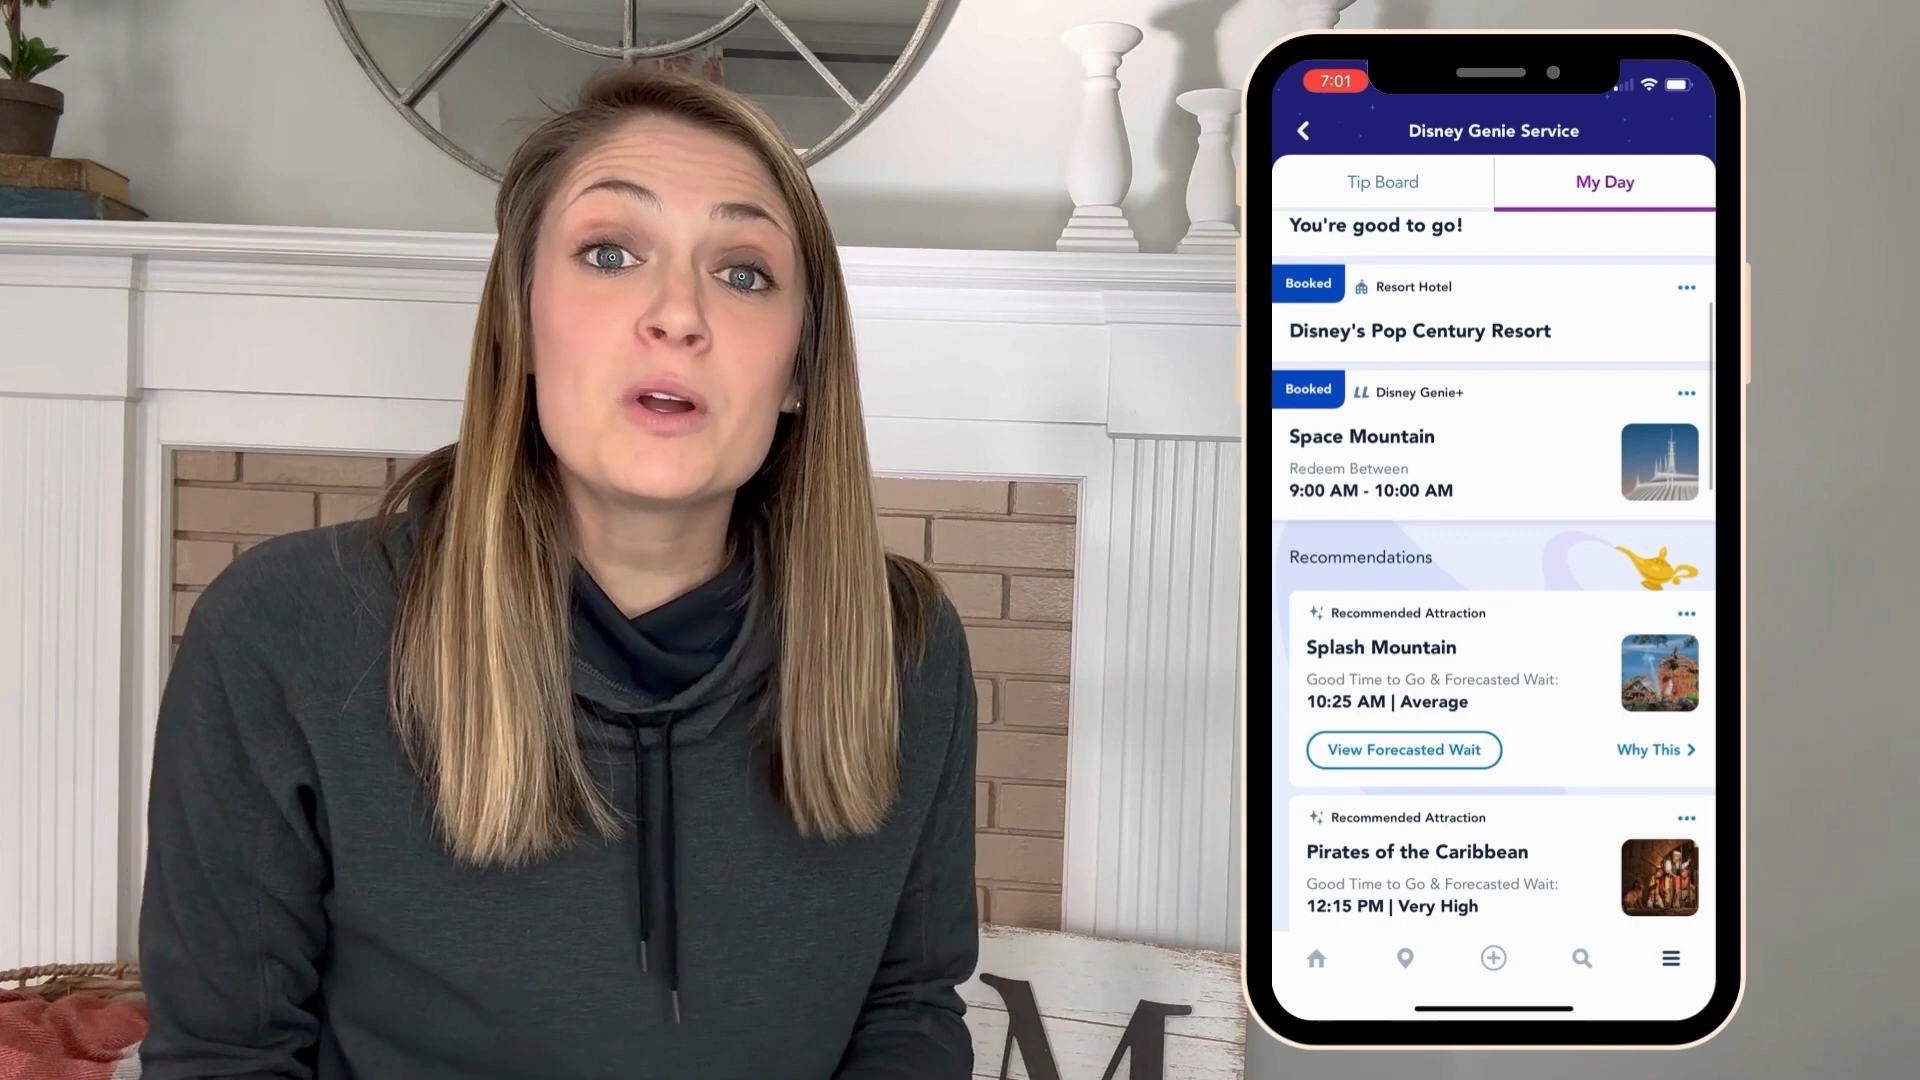 7:01
Disney Genie Service
Tip Board
My Day
You're good to go!
Booked
Resort Hotel
Disney's Pop Century Resort
Booked
LL Disney Genie+
Space Mountain
Redeem Between
9:00 AM - 10:00 AM
Recommendations
Recommended Attraction
Splash Mountain
Good Time to Go & Forecasted Wait:
10:25 AM | Average
View Forecasted Wait
Why This
Recommended Attraction
Pirates of the Caribbean
Good Time to Go & Forecasted Wait:
12:15 PM | Very High
M